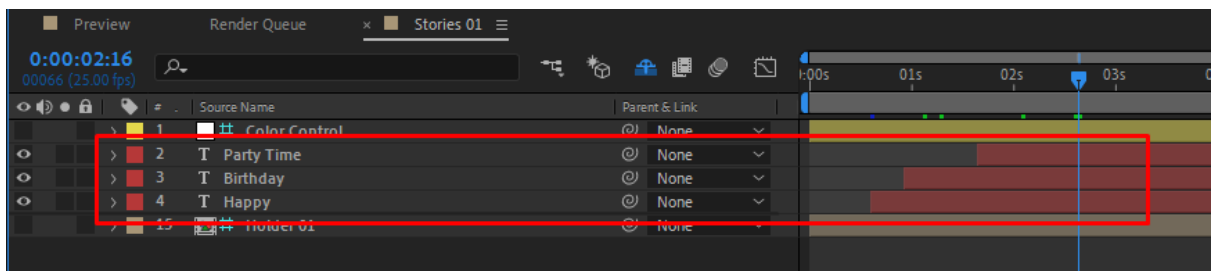 Preview Render Queue × Stories 01
0:00:02:16
00066 (25.00 fps)
:00s 01s 02s 03s
# Source Name Parent & Link
1 Color Control None
2 T Party Time None
3 T Birthday None
4 T Happy None
15 Holder 01 None